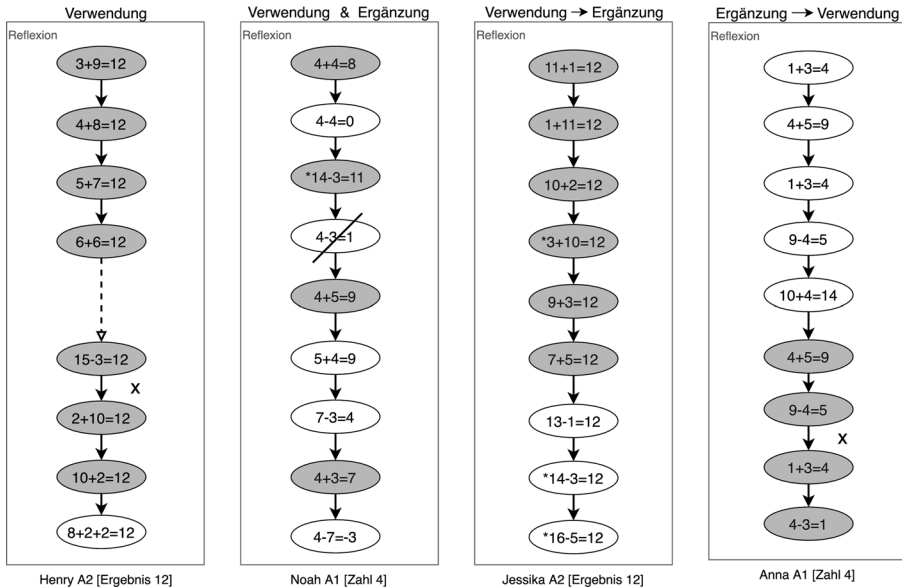 Verwendung
Reflexion
3+9=12
4+8=12
5+7=12
6+6=12
15-3=12
x
2+10=12
10+2=12
8+2+2=12
Henry A2 [Ergebnis 12]
Verwendung & Ergänzung
Reflexion
4+4=8
4-4=0
*14-3=11
4-3=1
4+5=9
5+4=9
7-3=4
4+3=7
4-7=-3
Noah A1 [Zahl 4]
Verwendung → Ergänzung
Reflexion
11+1=12
1+11=12
10+2=12
*3+10=12
9+3=12
7+5=12
13-1=12
*14-3=12
*16-5=12
Jessika A2 [Ergebnis 12]
Ergänzung → Verwendung
Reflexion
1+3=4
4+5=9
1+3=4
9-4=5
10+4=14
4+5=9
9-4=5
x
1+3=4
4-3=1
Anna A1 [Zahl 4]